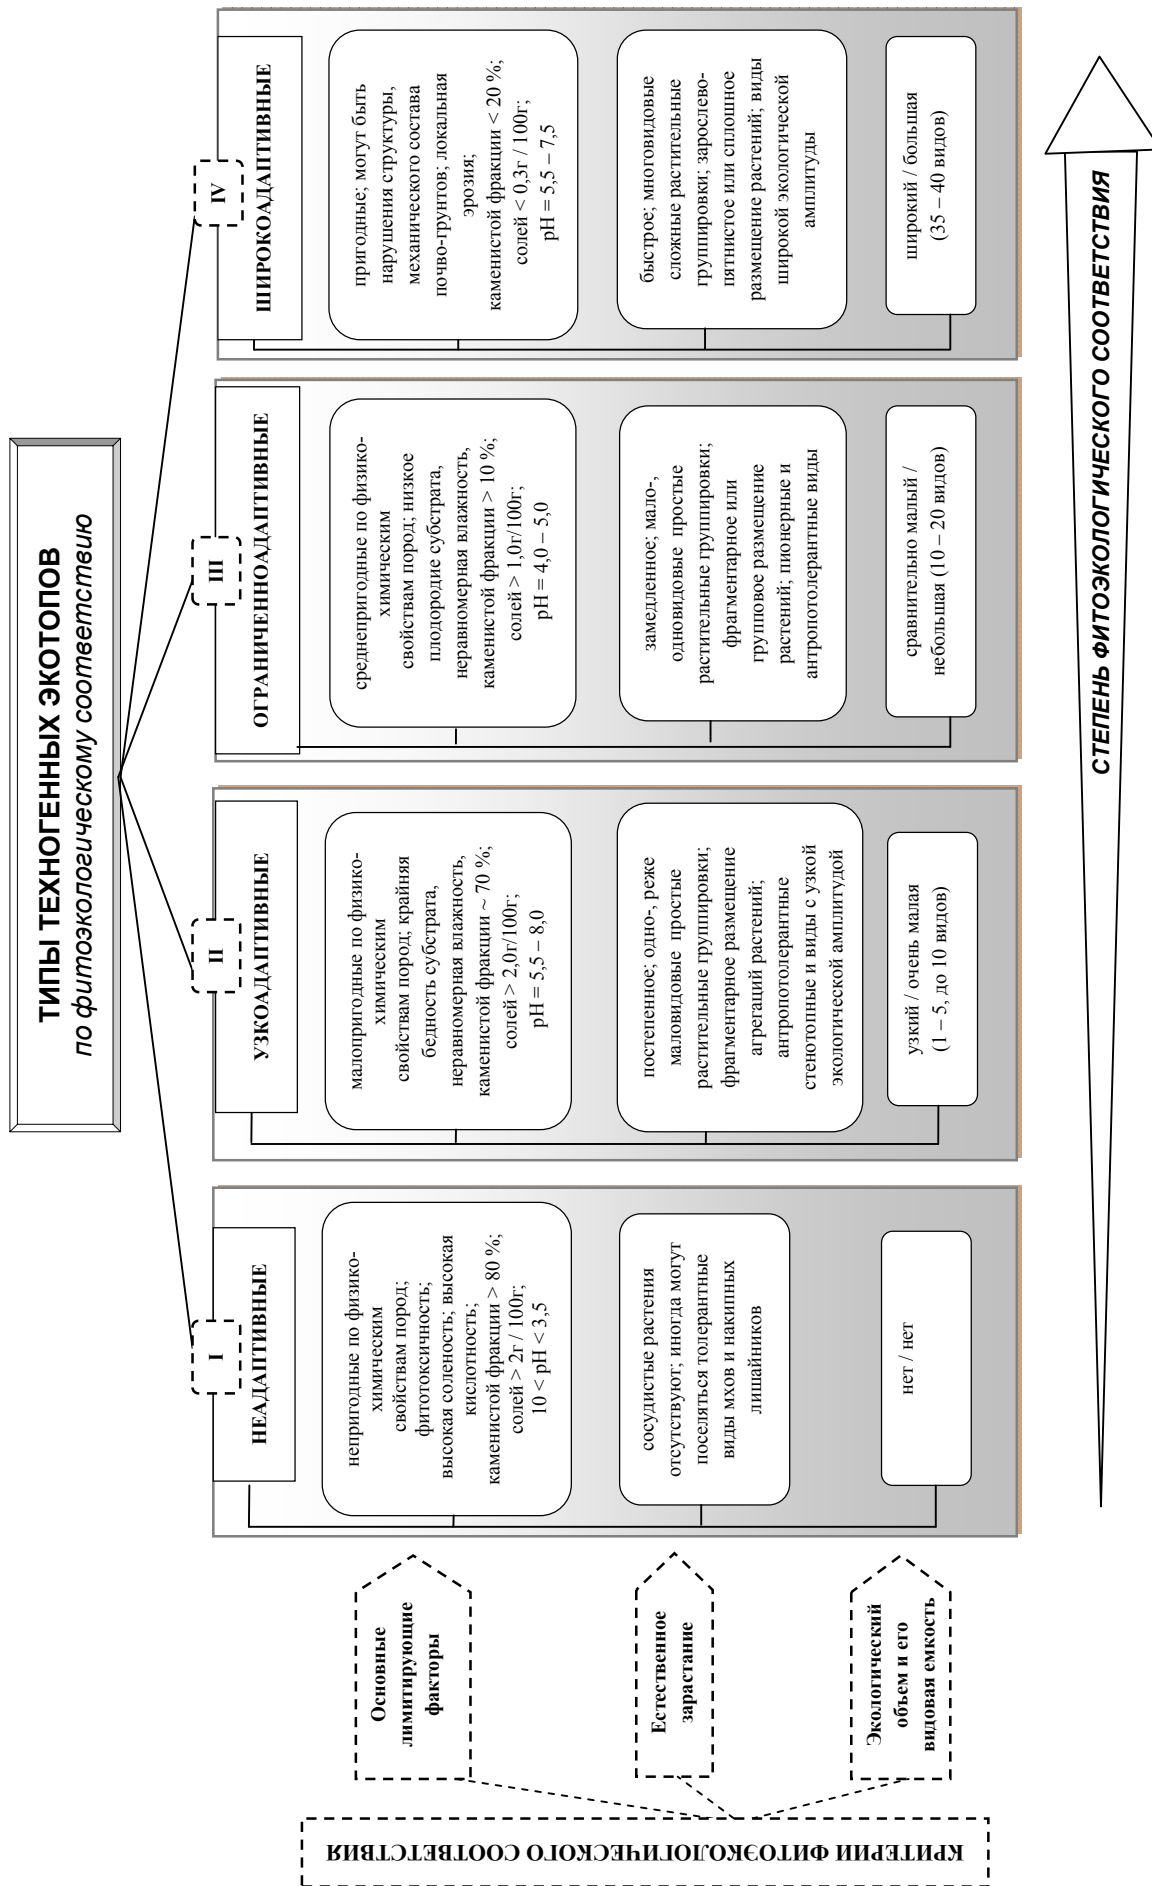 ТИПЫ ТЕХНОГЕННЫХ ЭКОТОПОВ
по фитоэкологическому соответствию
I
II
III
IV
НЕАДАПТИВНЫЕ
УЗКОАДАПТИВНЫЕ
ОГРАНИЧЕННОАДАПТИВНЫЕ
ШИРОКОАДАПТИВНЫЕ
КРИТЕРИИ ФИТОЭКОЛОГИЧЕСКОГО СООТВЕТСТВИЯ
Основные
лимитирующие
факторы
непригодные по физико-
химическим
свойствам пород;
фитотоксичность;
высокая соленость; высокая
кислотность;
каменистой фракции > 80 %;
солей > 2г / 100г;
10 < pH < 3,5
малопригодные по физико-
химическим
свойствам пород; крайняя
бедность субстрата,
неравномерная влажность,
каменистой фракции ~ 70 %;
солей > 2,0г/100г;
pH = 5,5 – 8,0
среднепригодные по физико-
химическим
свойствам пород; низкое
плодородие субстрата,
неравномерная влажность,
каменистой фракции > 10 %;
солей > 1,0г/100г;
pH = 4,0 – 5,0
пригодные; могут быть
нарушения структуры,
механического состава
почво-грунтов; локальная
эрозия;
каменистой фракции < 20 %;
солей < 0,3г / 100г;
pH = 5,5 – 7,5
Естественное
зарастание
сосудистые растения
отсутствуют; иногда могут
поселяться толерантные
виды мхов и накипных
лишайников
постепенное; одно-, реже
маловидовые простые
растительные группировки;
фрагментарное размещение
агрегаций растений;
антропотолерантные
стенотопные и виды с узкой
экологической амплитудой
замедленное; мало-,
одновидовые простые
растительные группировки;
фрагментарное или
групповое размещение
растений; пионерные и
антропотолерантные виды
быстрое; многовидовые
сложные растительные
группировки; зарослево-
пятнистое или сплошное
размещение растений; виды
широкой экологической
амплитуды
Экологический
объем и его
видовая емкость
нет / нет
узкий / очень малая
(1 – 5, до 10 видов)
сравнительно малый /
небольшая (10 – 20 видов)
широкий / большая
(35 – 40 видов)
СТЕПЕНЬ ФИТОЭКОЛОГИЧЕСКОГО СООТВЕТСТВИЯ